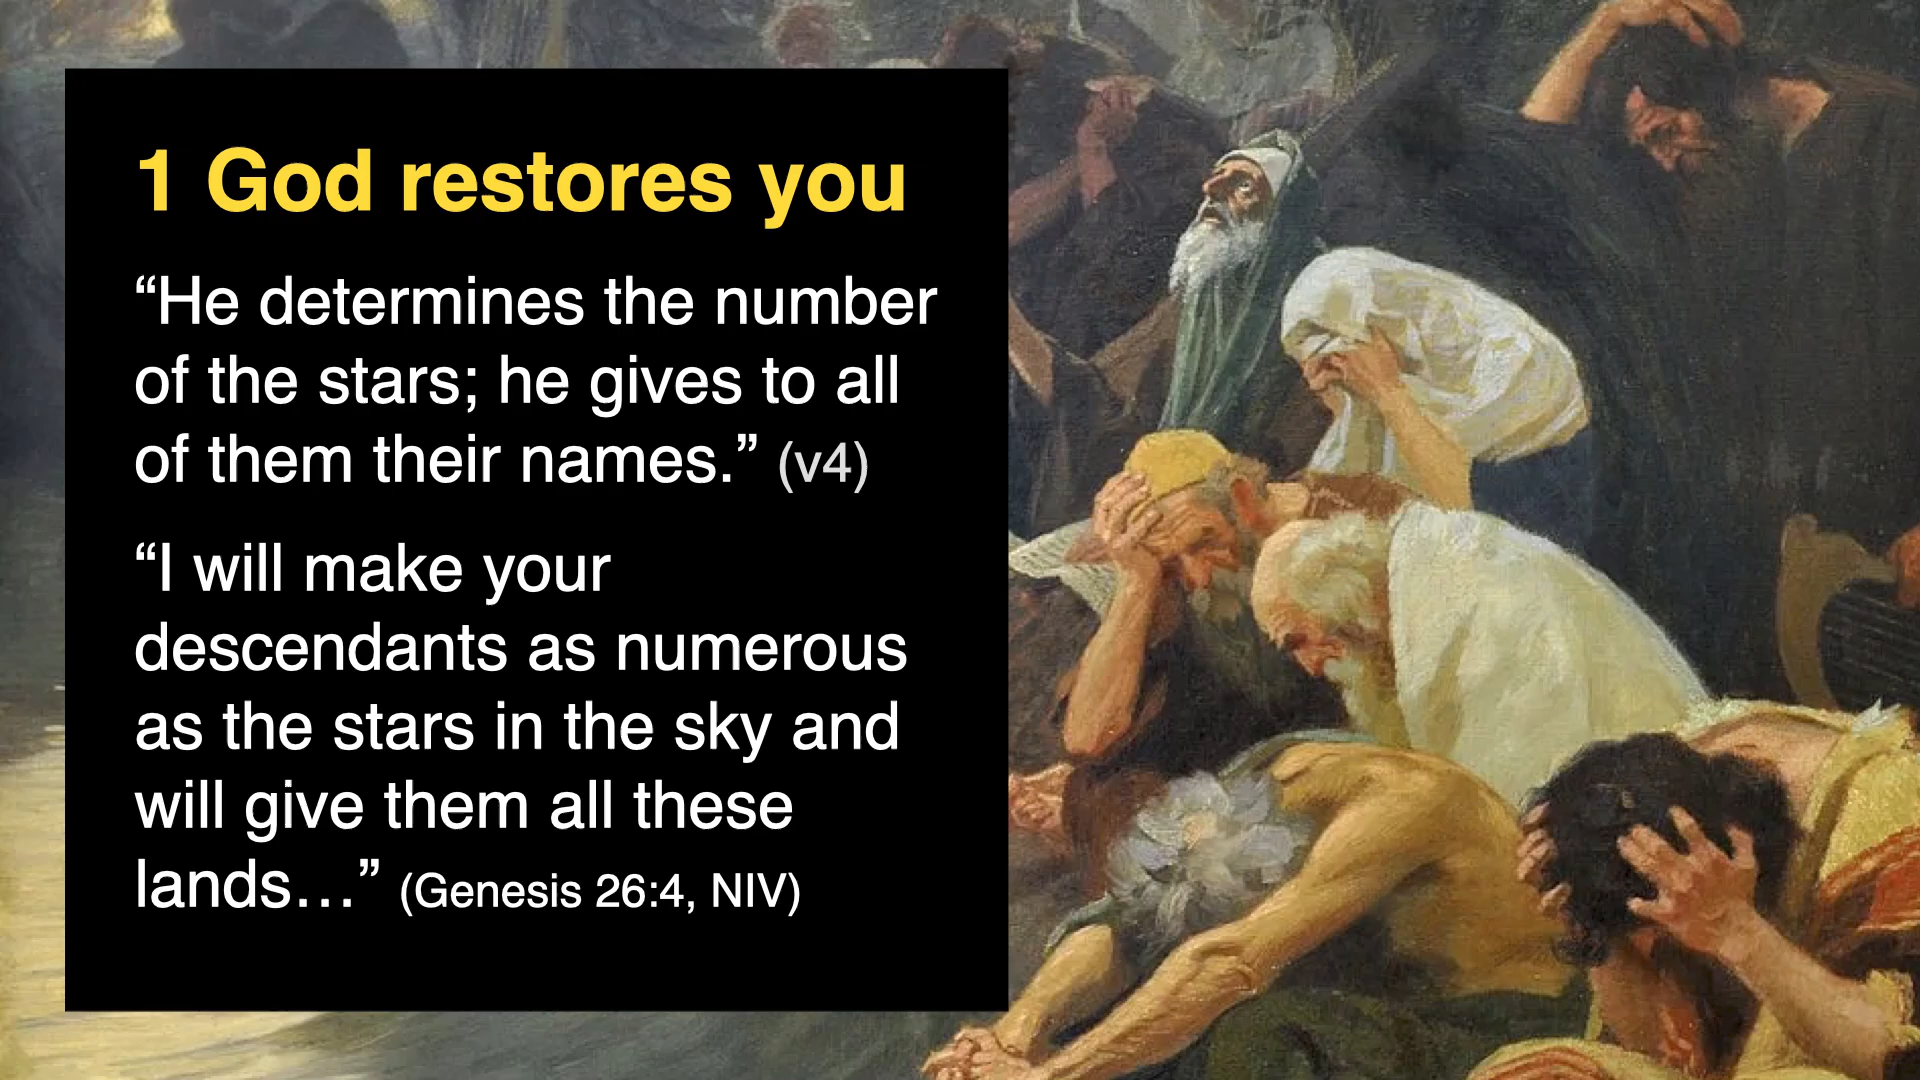 1 God restores you
“He determines the number
of the stars; he gives to all
of them their names.” (v4)
“I will make your
descendants as numerous
as the stars in the sky and
will give them all these
lands…” (Genesis 26:4, NIV)